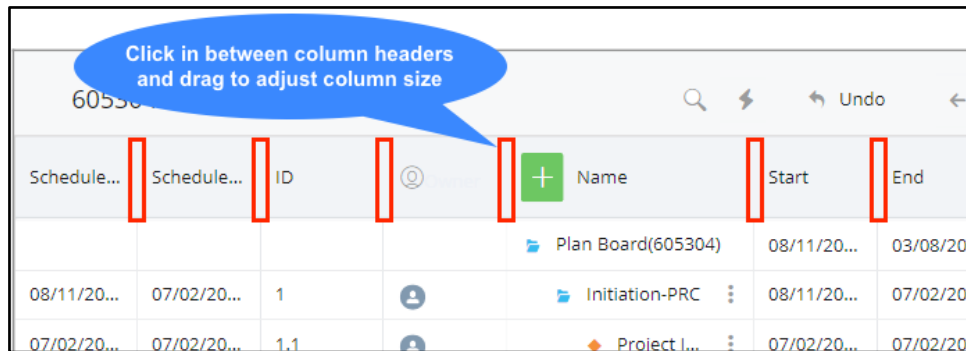 Click in between column headers
and drag to adjust column size
60530
Undo
Schedule... Schedule... ID Name Start End
Plan Board(605304) 08/11/20... 03/08/20
08/11/20... 07/02/20... 1 Initiation-PRC 08/11/20... 07/02/20
07/02/20... 07/02/20... 1.1 Project I... 07/02/20... 07/02/20